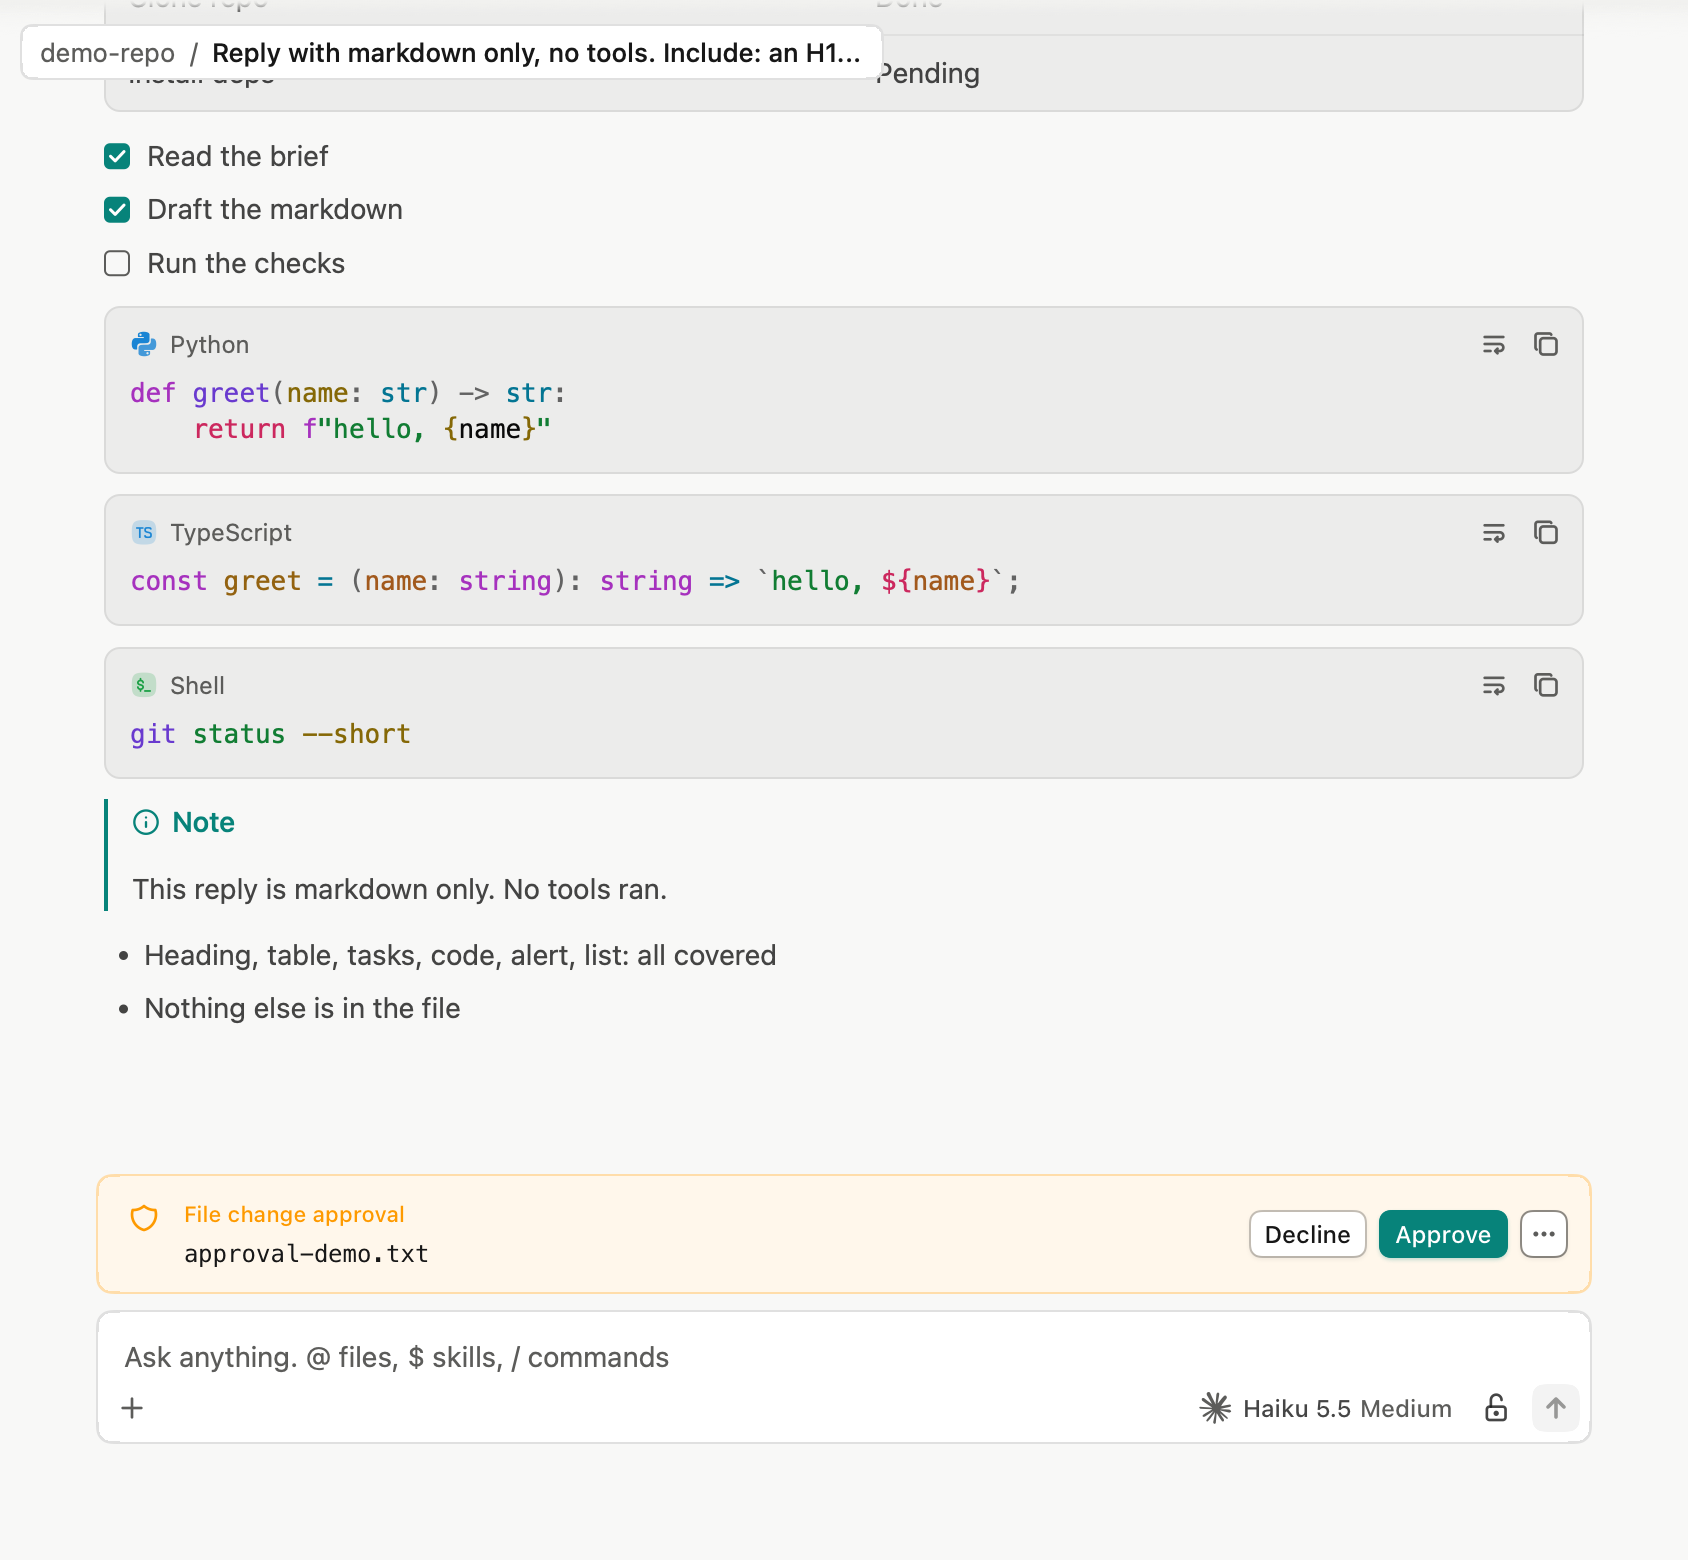 demo-repo / Reply with markdown only, no tools. Include: an H1...
Pending
Read the brief
Draft the markdown
Run the checks
Python
def greet(name: str) -> str:
    return f"hello, {name}"
TS TypeScript
const greet = (name: string): string => `hello, ${name}`;
$_ Shell
git status --short
Note
This reply is markdown only. No tools ran.
• Heading, table, tasks, code, alert, list: all covered
• Nothing else is in the file
File change approval
approval-demo.txt
Decline
Approve
Ask anything. @ files, $ skills, / commands
Haiku 5.5 Medium